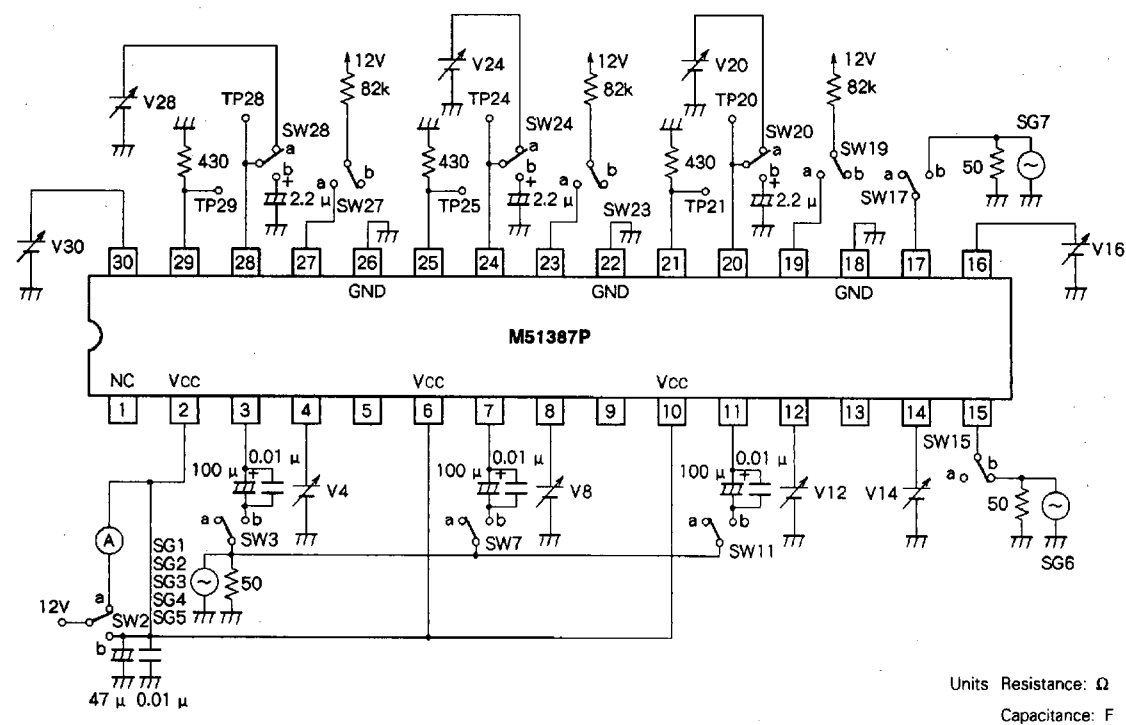 V28
TP28
12V
82k
V24
TP24
12V
82k
V20
TP20
12V
82k
SG7
430
SW28
a
b
+
2.2 μ
TP29
a
b
SW27
430
SW24
a
b
+
2.2 μ
TP25
a
b
SW23
430
SW20
a
b
+
2.2 μ
TP21
SW19
a
b
a
b
SW17
50
V30
V16
30
29
28
27
26
25
24
23
22
21
20
19
18
17
16
GND
GND
GND
M51387P
NC
VCC
VCC
VCC
1
2
3
4
5
6
7
8
9
10
11
12
13
14
15
100 μ
+
0.01 μ
V4
100 μ
+
0.01 μ
V8
100 μ
+
0.01 μ
V12
V14
SW15
a
b
50
SG6
a
b
SW3
a
b
SW7
a
b
SW11
A
SG1
SG2
SG3
SG4
SG5
50
12V
a
SW2
b
47 μ
0.01 μ
Units Resistance: Ω
Capacitance: F